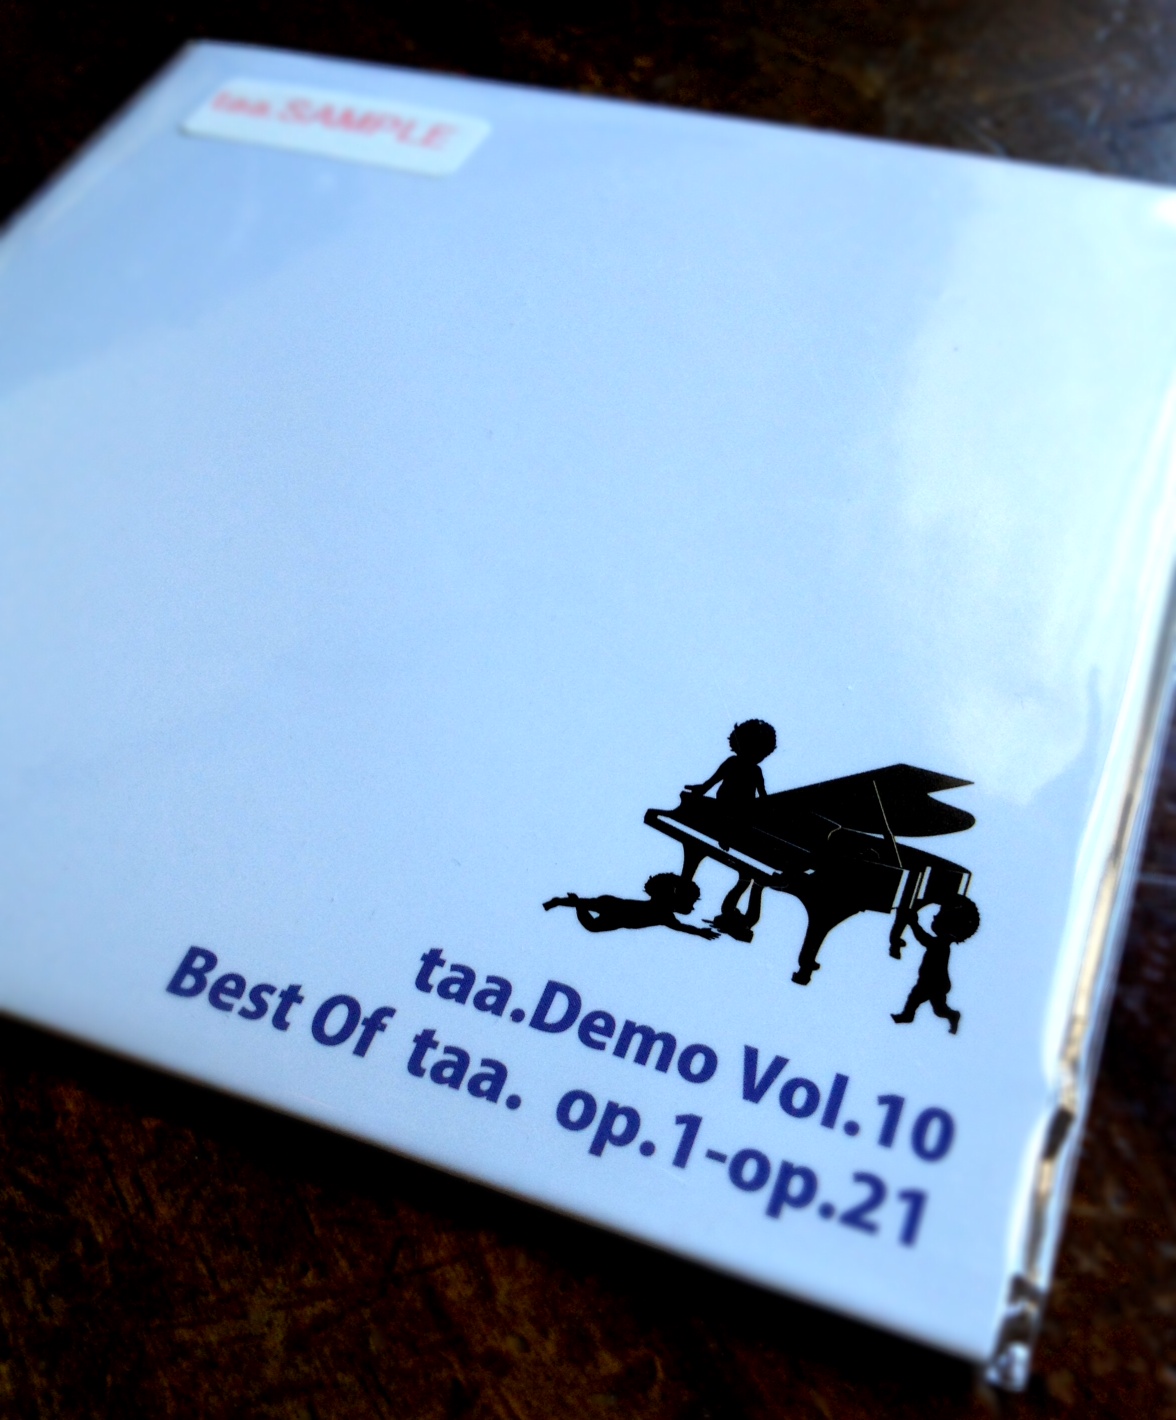 taa.SAMPLE
taa.Demo Vol.10
Best Of taa. op.1-op.21